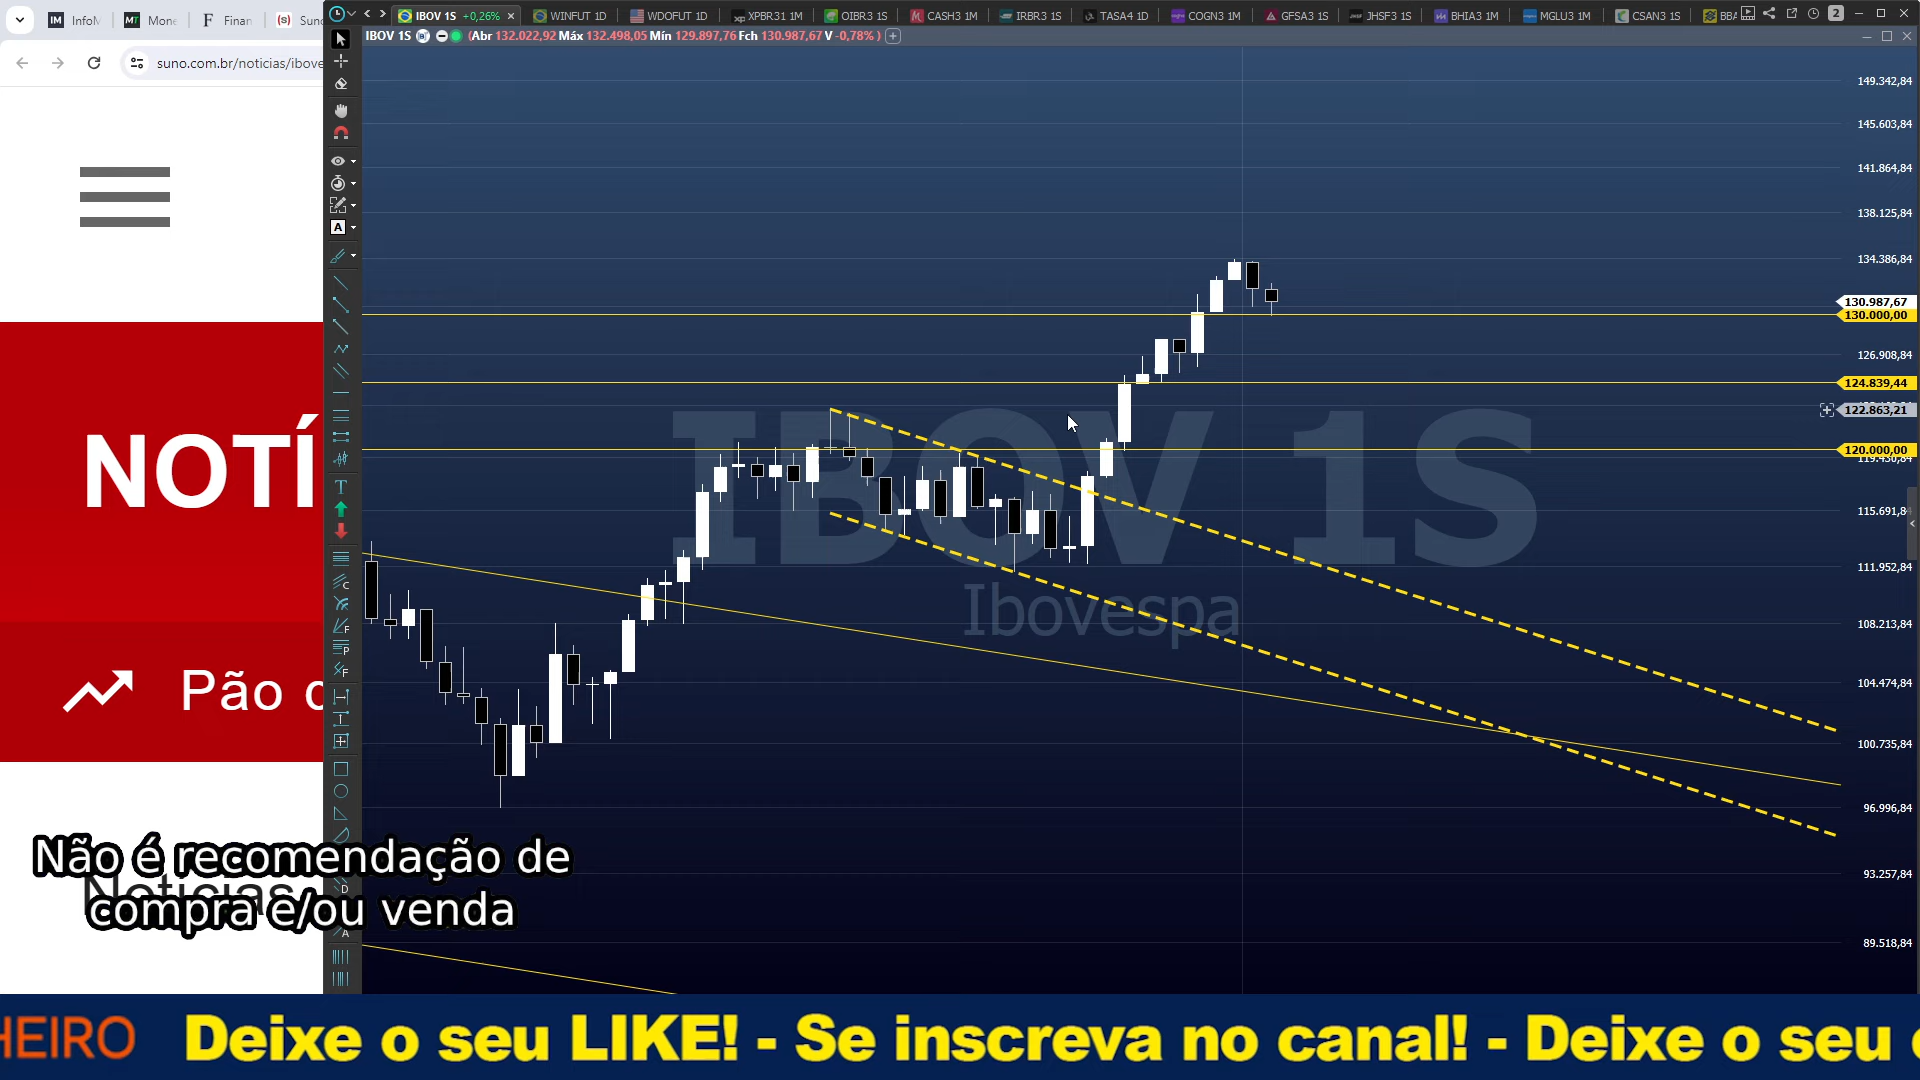 InfoM
Mone
Finan
Suno
suno.com.br/noticias/ibove
IBOV 1S +0,26%
WINFUT 1D
WDOFUT 1D
XPBR31 1M
OIBR3 1S
CASH3 1M
IRBR3 1S
TASA4 1D
COGN3 1M
GFSA3 1S
JHSF3 1S
BHIA3 1M
MGLU3 1M
CSAN3 1S
BBA
2
IBOV 1S (Abr 132.022,92 Máx 132.498,05 Mín 129.897,76 Fch 130.987,67 V -0,78% )
149.342,84
145.603,84
141.864,84
138.125,84
134.386,84
130.987,67
130.000,00
126.908,84
124.839,44
122.863,21
120.000,00
119.430,84
115.691,84
111.952,84
108.213,84
104.474,84
100.735,84
96.996,84
93.257,84
89.518,84
IBOV 1S
Ibovespa
NOTÍ
Pão
Notícias
Não é recomendação de
compra e/ou venda
HEIRO Deixe o seu LIKE! - Se inscreva no canal! - Deixe o seu